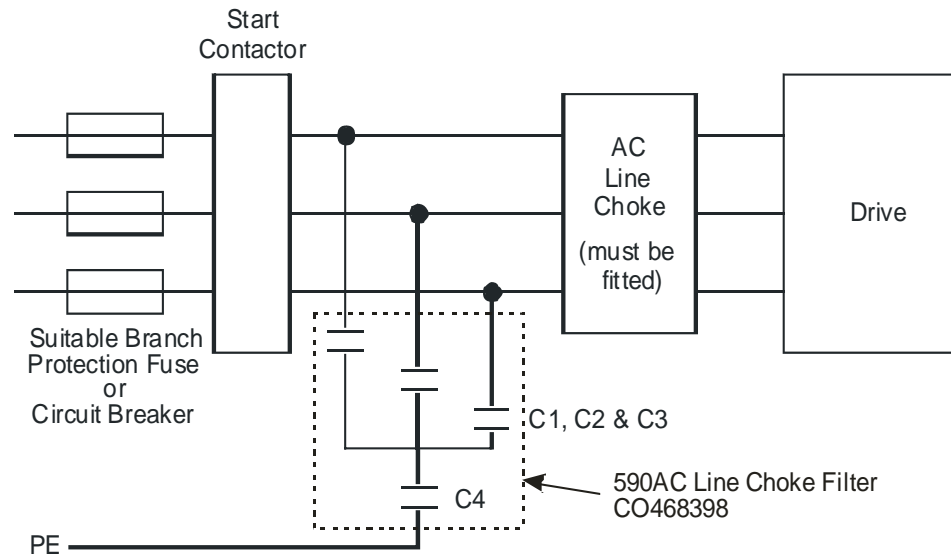 Start
Contactor
AC
Line
Choke
(must be
fitted)
Drive
Suitable Branch
Protection Fuse
or
Circuit Breaker
C1, C2 & C3
C4
590AC Line Choke Filter
CO468398
PE